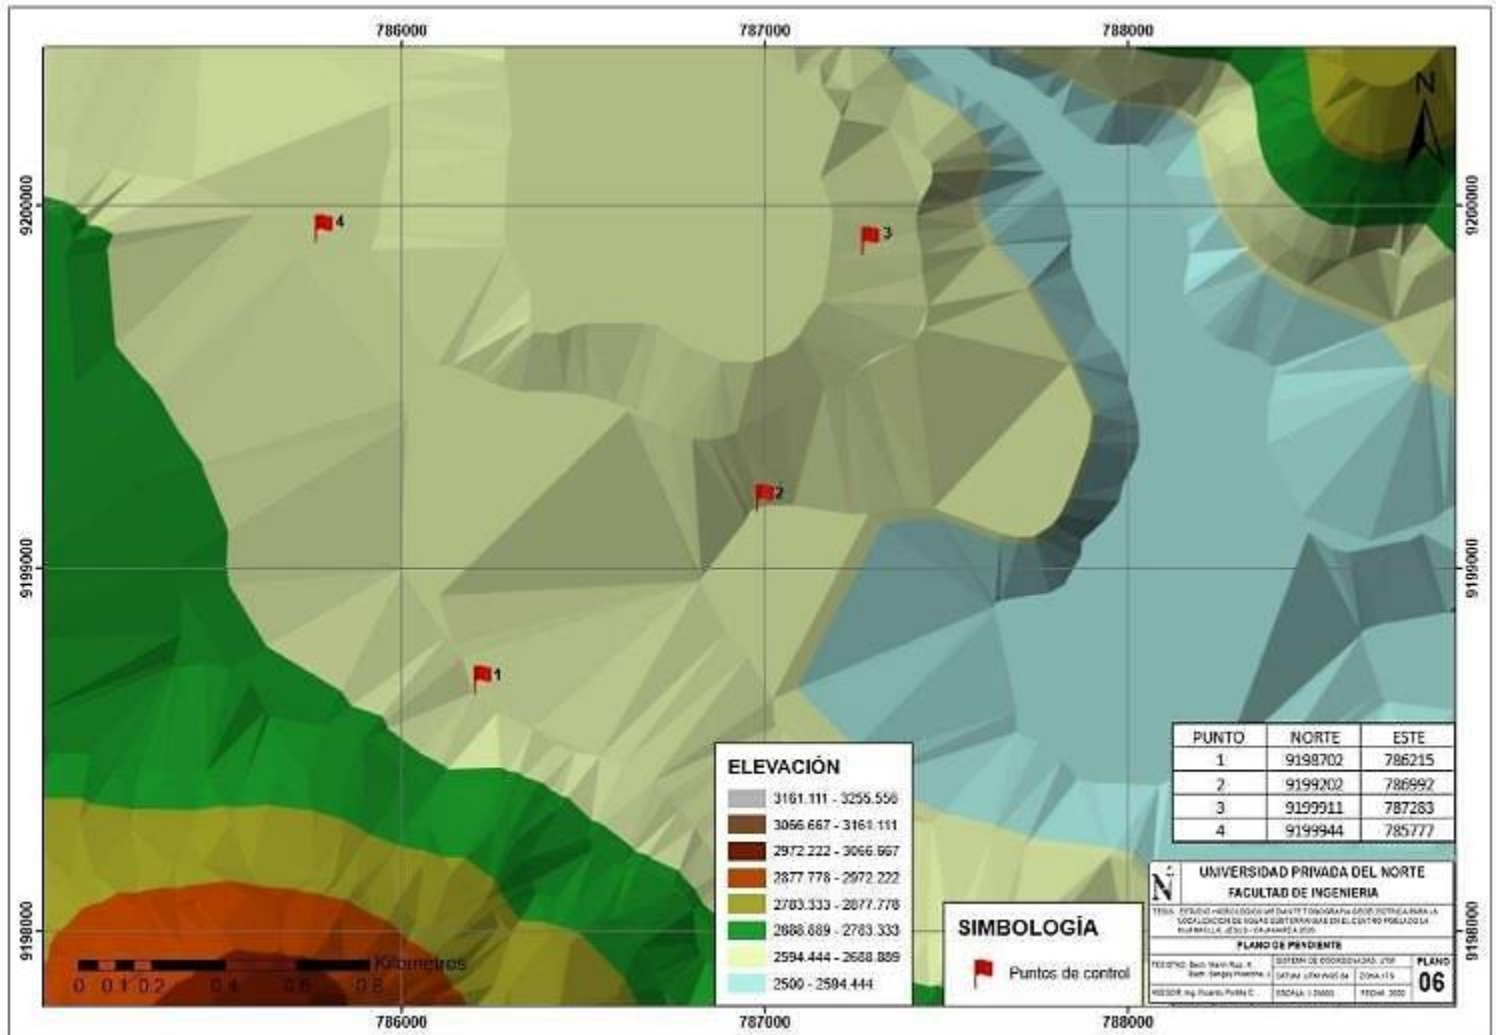 786000 787000 788000
N
9200000 9200000
4
3
2
9199000 9199000
1
PUNTO NORTE ESTE
1 9198702 786215
2 9199202 786992
3 9199911 787283
4 9199944 785777
ELEVACIÓN
3161.111 - 3255.556
3066.667 - 3161.111
2972.222 - 3066.667
2877.778 - 2972.222
2783.333 - 2877.778
2688.889 - 2783.333
2594.444 - 2688.889
2500 - 2594.444
SIMBOLOGÍA
Puntos de control
N UNIVERSIDAD PRIVADA DEL NORTE
FACULTAD DE INGENIERIA
PLANO DE PENDIENTE
PLANO
06
9198000 9198000
Kilometros
0 0.1 0.2 0.4 0.6 0.8
786000 787000 788000